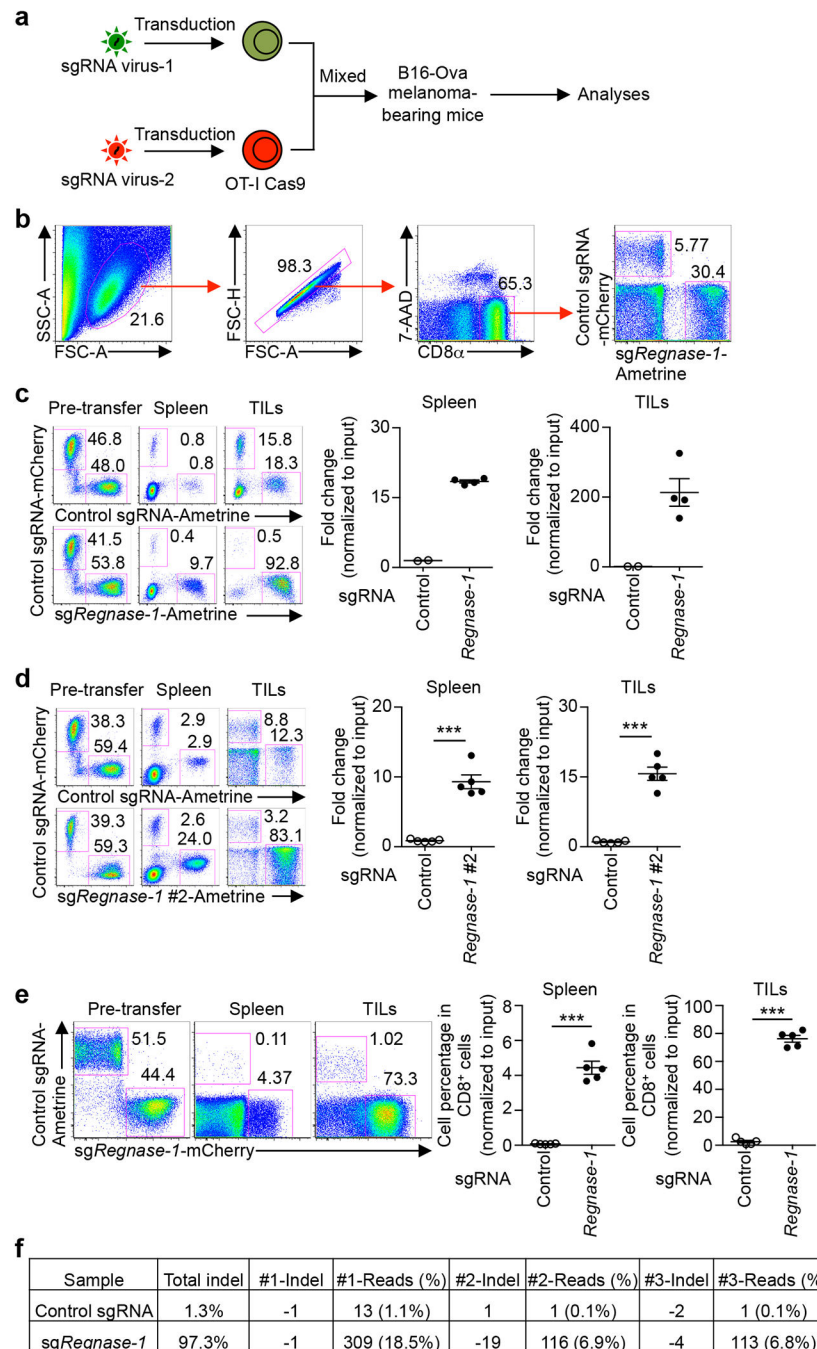 a
Transduction
sgRNA virus-1
Mixed
B16-Ova
melanoma-
bearing mice
Analyses
Transduction
sgRNA virus-2
OT-I Cas9
b
SSC-A
21.6
FSC-A
FSC-H
98.3
FSC-A
7-AAD
65.3
CD8α
Control sgRNA
-mCherry
5.77
30.4
sgRegnase-1-
Ametrine
c
Pre-transfer
Spleen
TILs
Control sgRNA-mCherry
46.8
48.0
0.8
0.8
15.8
18.3
Control sgRNA-Ametrine
41.5
53.8
0.4
9.7
0.5
92.8
sgRegnase-1-Ametrine
Spleen
Fold change
(normalized to input)
30
15
0
sgRNA
Control
Regnase-1
TILs
Fold change
(normalized to input)
400
200
0
sgRNA
Control
Regnase-1
d
Pre-transfer
Spleen
TILs
Control sgRNA-mCherry
38.3
59.4
2.9
2.9
8.8
12.3
Control sgRNA-Ametrine
39.3
59.3
2.6
24.0
3.2
83.1
sgRegnase-1 #2-Ametrine
Spleen
Fold change
(normalized to input)
20
10
0
***
sgRNA
Control
Regnase-1 #2
TILs
Fold change
(normalized to input)
30
15
0
***
sgRNA
Control
Regnase-1 #2
e
Pre-transfer
Spleen
TILs
Control sgRNA-
Ametrine
51.5
44.4
0.11
4.37
1.02
73.3
sgRegnase-1-mCherry
Spleen
Cell percentage in
CD8⁺ cells
(normalized to input)
8
6
4
2
0
***
sgRNA
Control
Regnase-1
TILs
Cell percentage in
CD8⁺ cells
(normalized to input)
100
80
60
40
20
0
***
sgRNA
Control
Regnase-1
f
Sample Total indel #1-Indel #1-Reads (%) #2-Indel #2-Reads (%) #3-Indel #3-Reads (%
Control sgRNA 1.3% -1 13 (1.1%) 1 1 (0.1%) -2 1 (0.1%)
sgRegnase-1 97.3% -1 309 (18.5%) -19 116 (6.9%) -4 113 (6.8%)